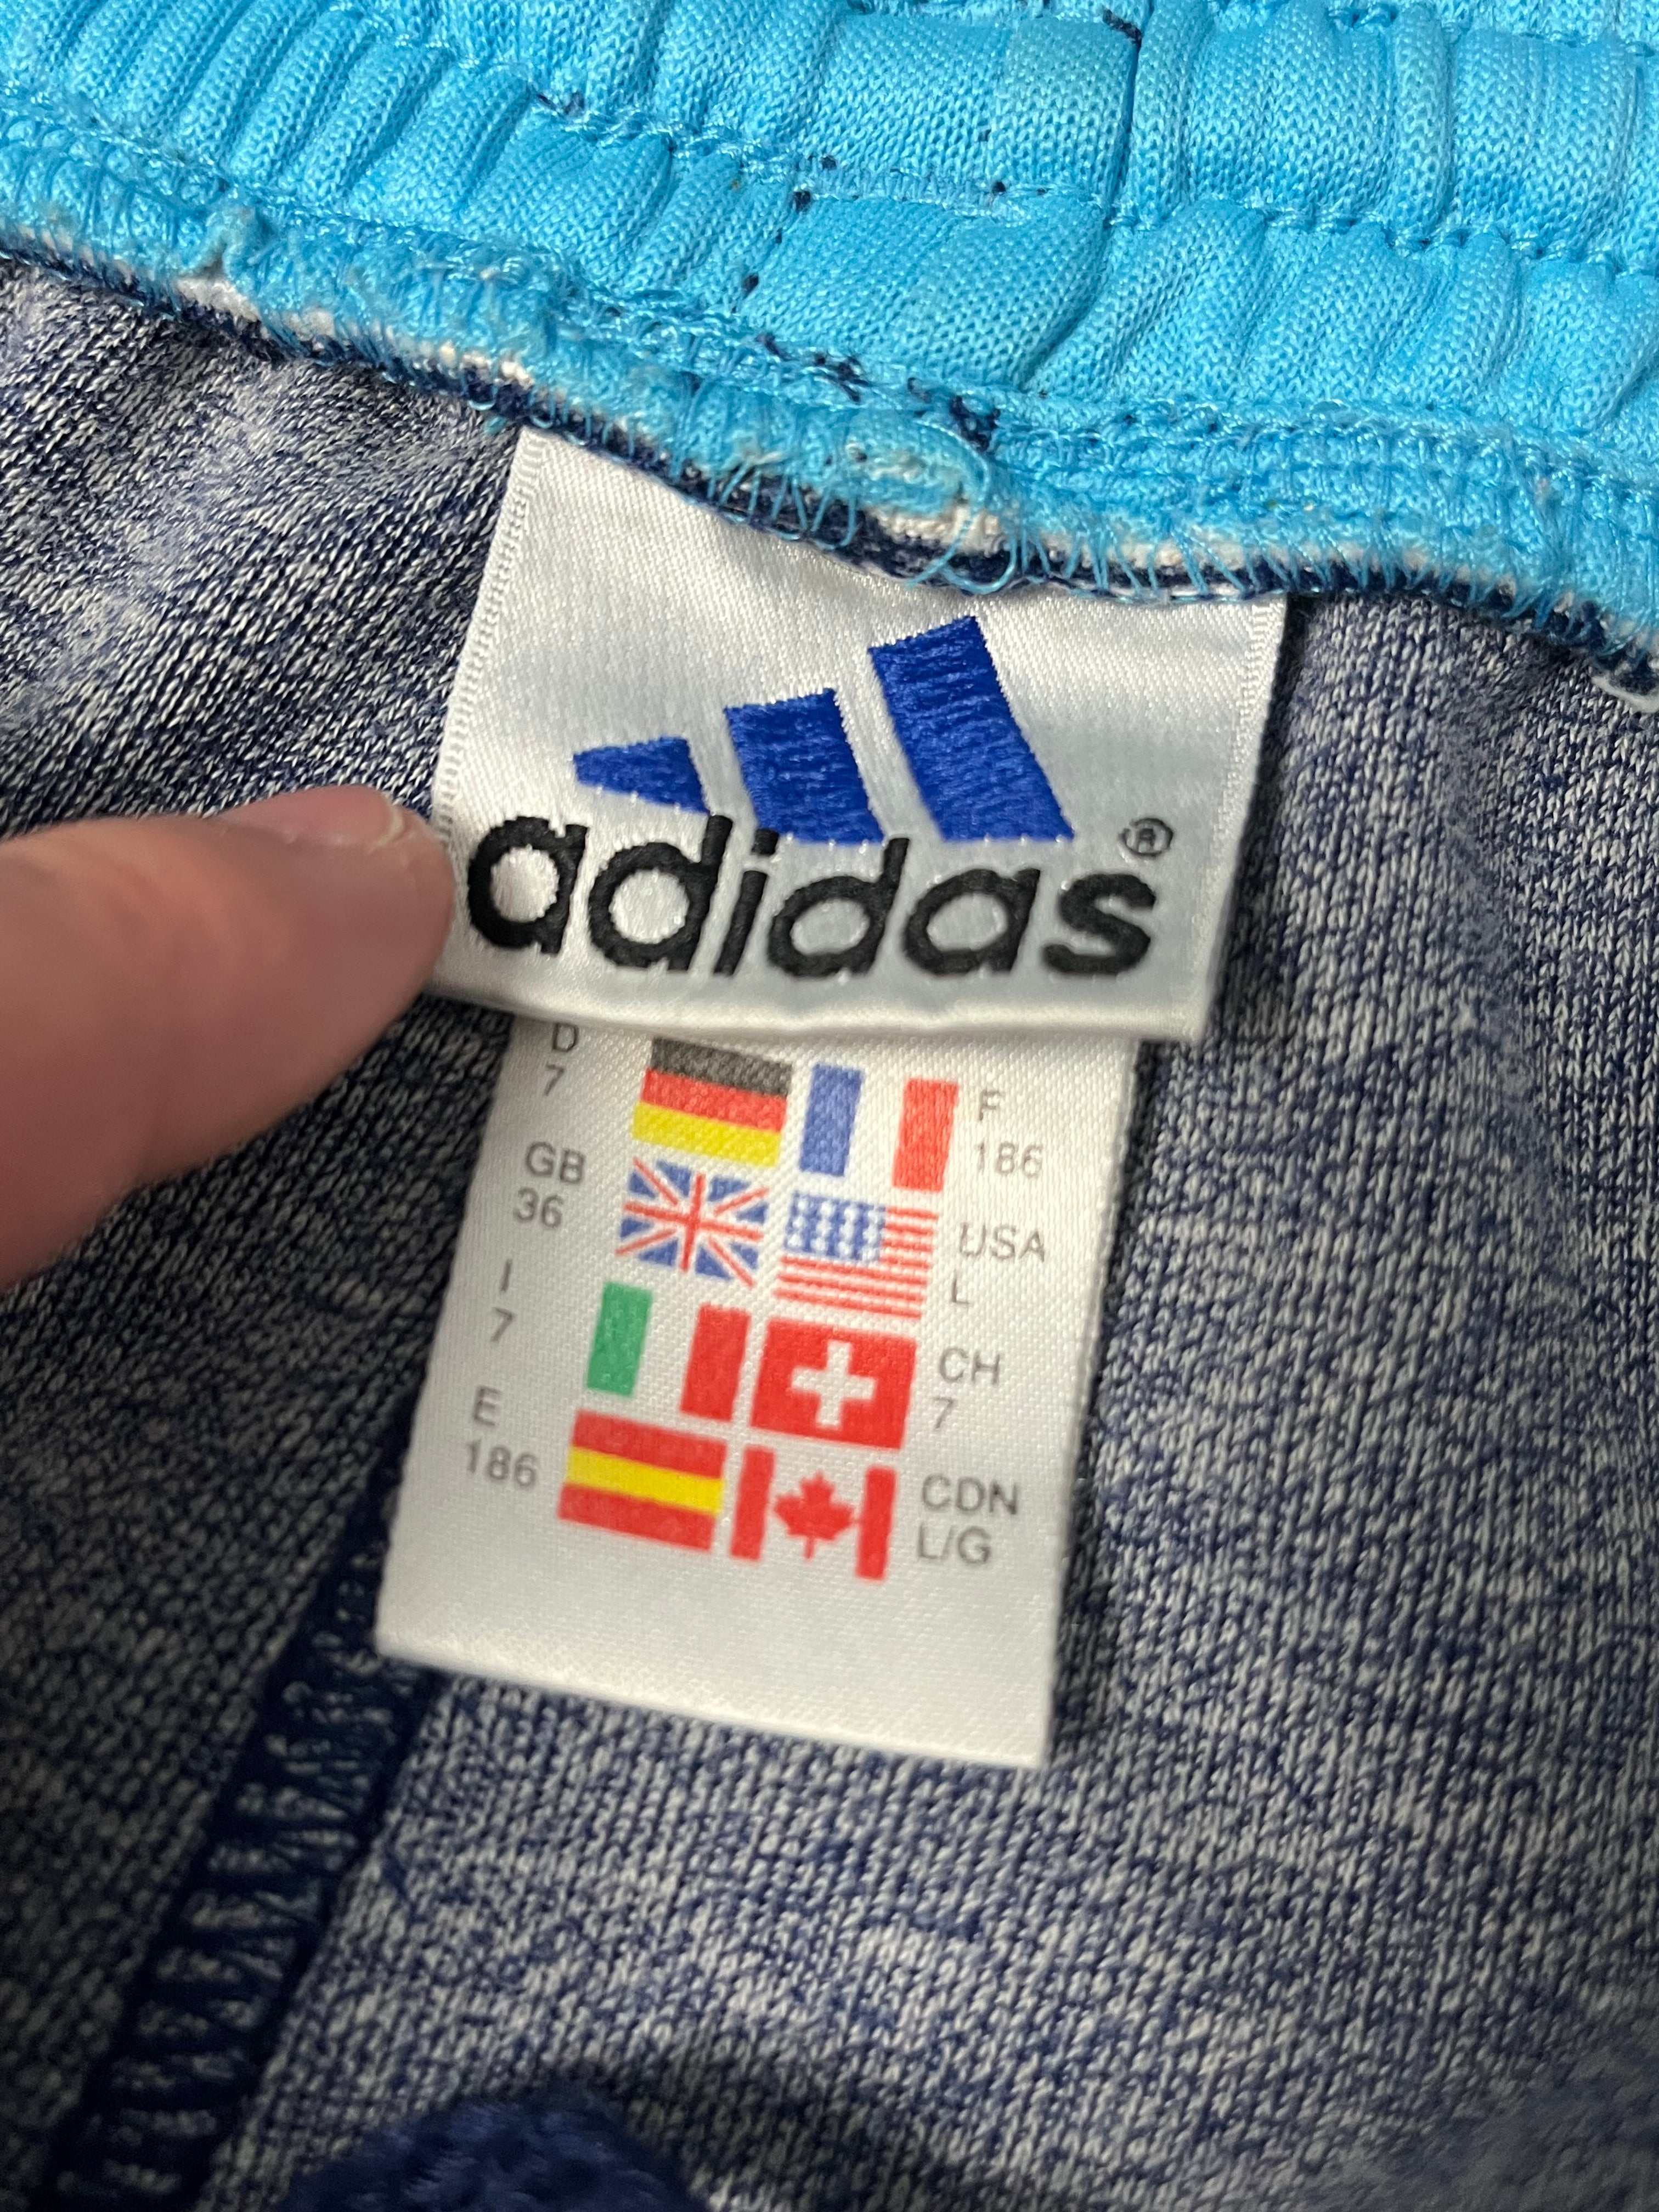 adidas®
D
7
F
186
GB
36
USA
L
I
7
CH
7
E
186
CDN
L/G